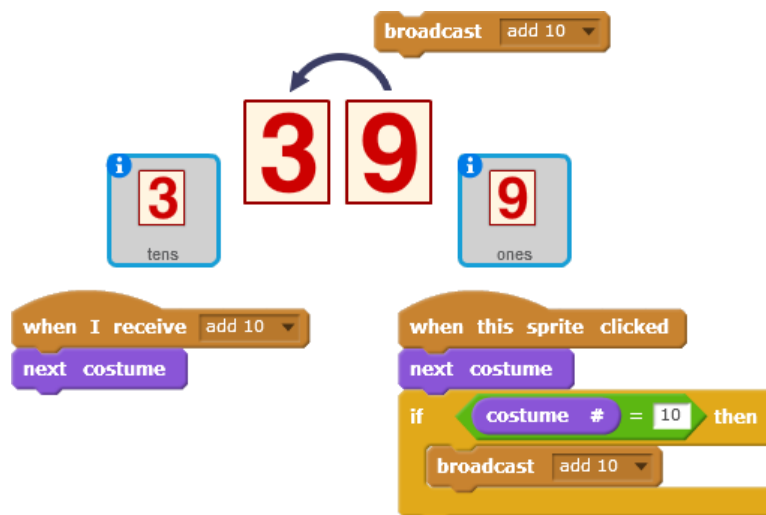 broadcast add 10
3 9
i
3
tens
i
9
ones
when I receive add 10
next costume
when this sprite clicked
next costume
if costume # = 10 then
broadcast add 10